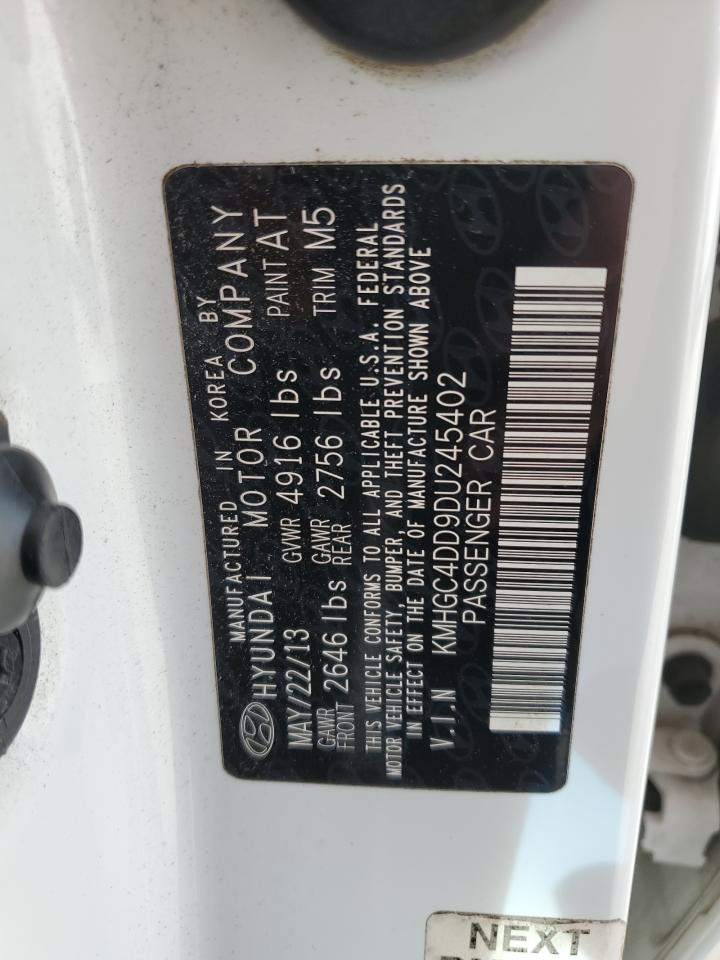 MANUFACTURED IN KOREA BY
HYUNDAI MOTOR COMPANY
MAY/22/13 GVWR 4916 lbs PAINT AT
GAWR FRONT 2646 lbs GAWR REAR 2756 lbs TRIM M5
THIS VEHICLE CONFORMS TO ALL APPLICABLE U.S.A. FEDERAL
MOTOR VEHICLE SAFETY, BUMPER, AND THEFT PREVENTION STANDARDS
IN EFFECT ON THE DATE OF MANUFACTURE SHOWN ABOVE
V.I.N KMHGC4DD9DU245402
PASSENGER CAR
NEXT